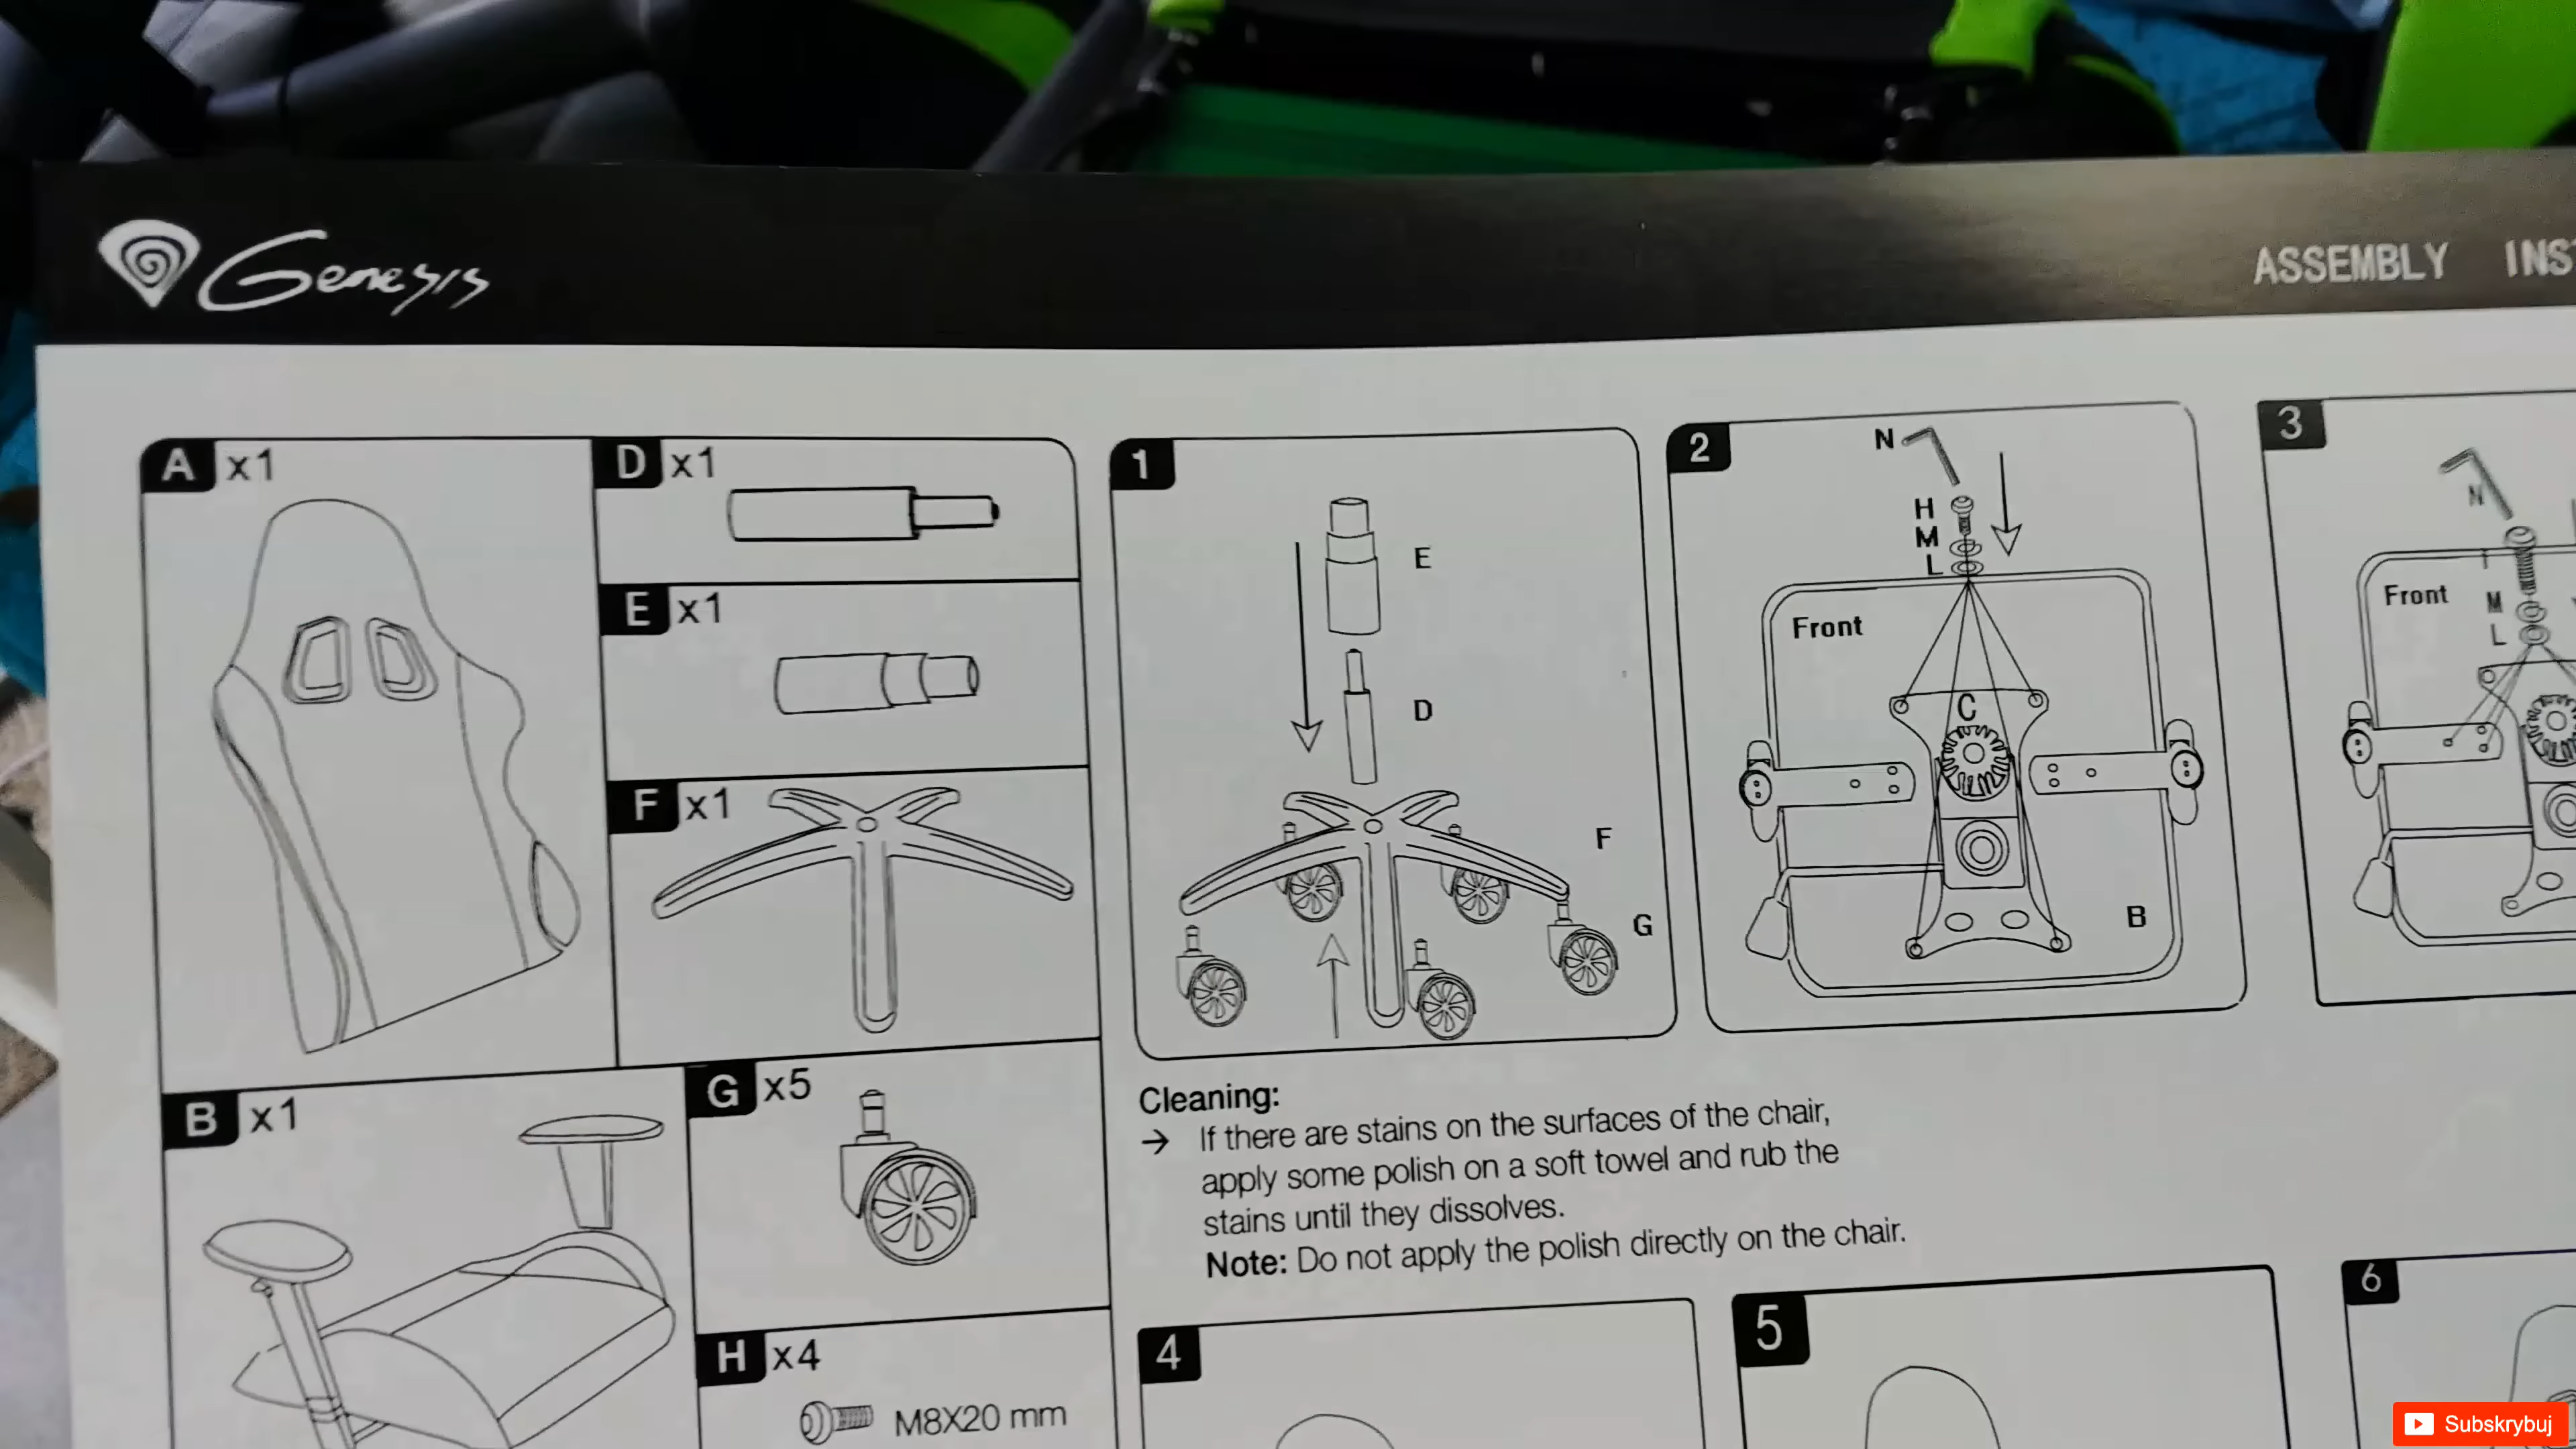 Genesis
ASSEMBLY
A x1
D x1
E x1
F x1
B x1
G x5
H x4
M8X20 mm
1
E
D
F
G
2
N
H
M
L
Front
C
B
3
N
Front
M
L
Cleaning:
→ If there are stains on the surfaces of the chair,
apply some polish on a soft towel and rub the
stains until they dissolves.
Note: Do not apply the polish directly on the chair.
4
5
6
Subskrybuj